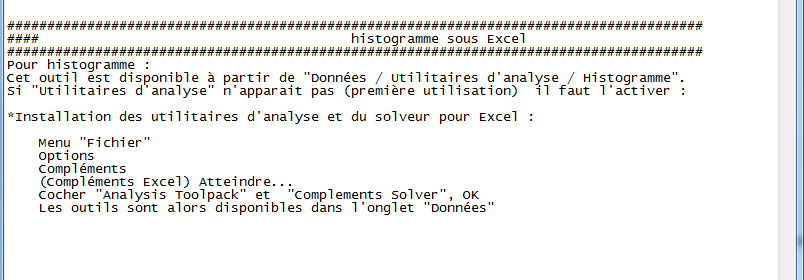 #########################################################################################
####                                        histogramme sous Excel
#########################################################################################
Pour histogramme :
Cet outil est disponible à partir de "Données / Utilitaires d'analyse / Histogramme".
Si "Utilitaires d'analyse" n'apparait pas (première utilisation)  il faut l'activer :

*Installation des utilitaires d'analyse et du solveur pour Excel :

    Menu "Fichier"
    Options
    Compléments
    (Compléments Excel) Atteindre...
    Cocher "Analysis Toolpack" et  "Complements Solver", OK
    Les outils sont alors disponibles dans l'onglet "Données"